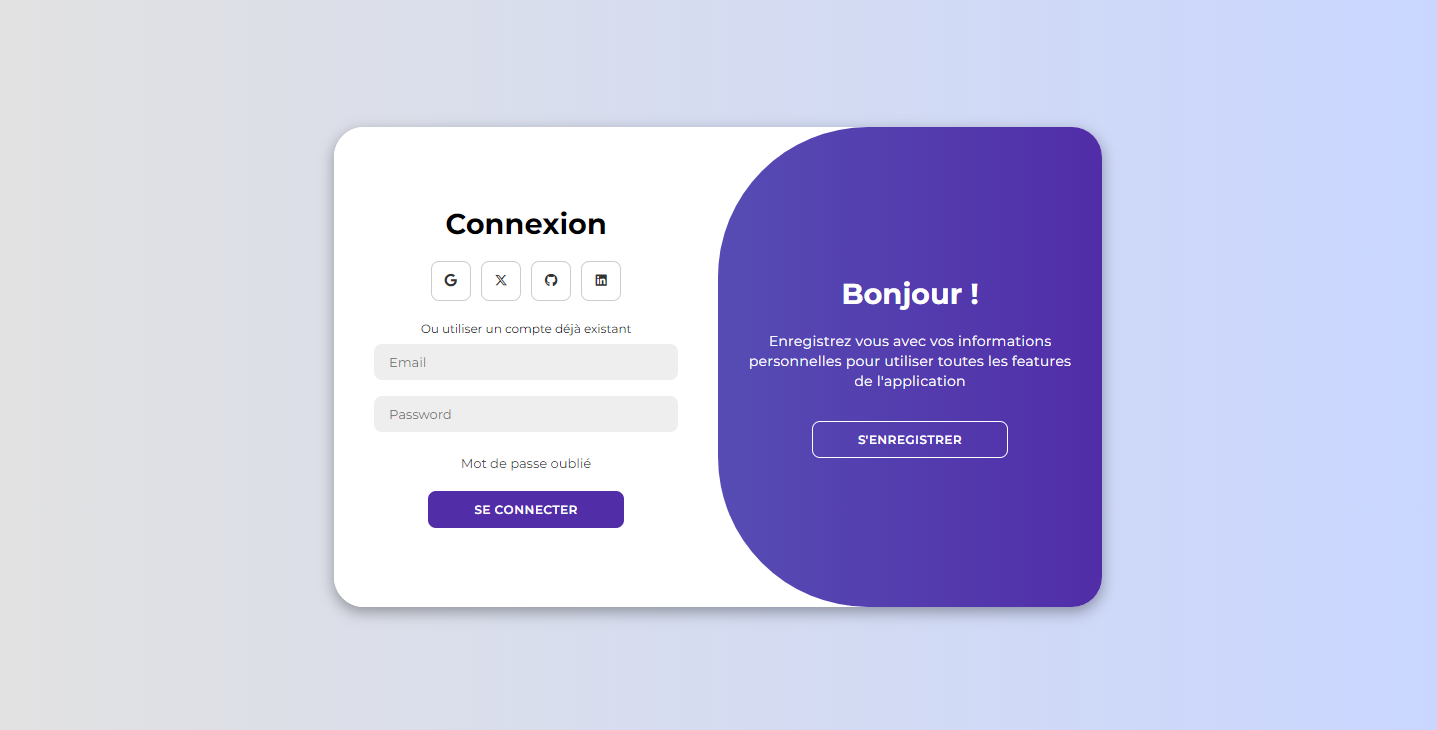 Connexion
Ou utiliser un compte déjà existant
Email
Password
Mot de passe oublié
SE CONNECTER
Bonjour !
Enregistrez vous avec vos informations
personnelles pour utiliser toutes les features
de l'application
S'ENREGISTRER